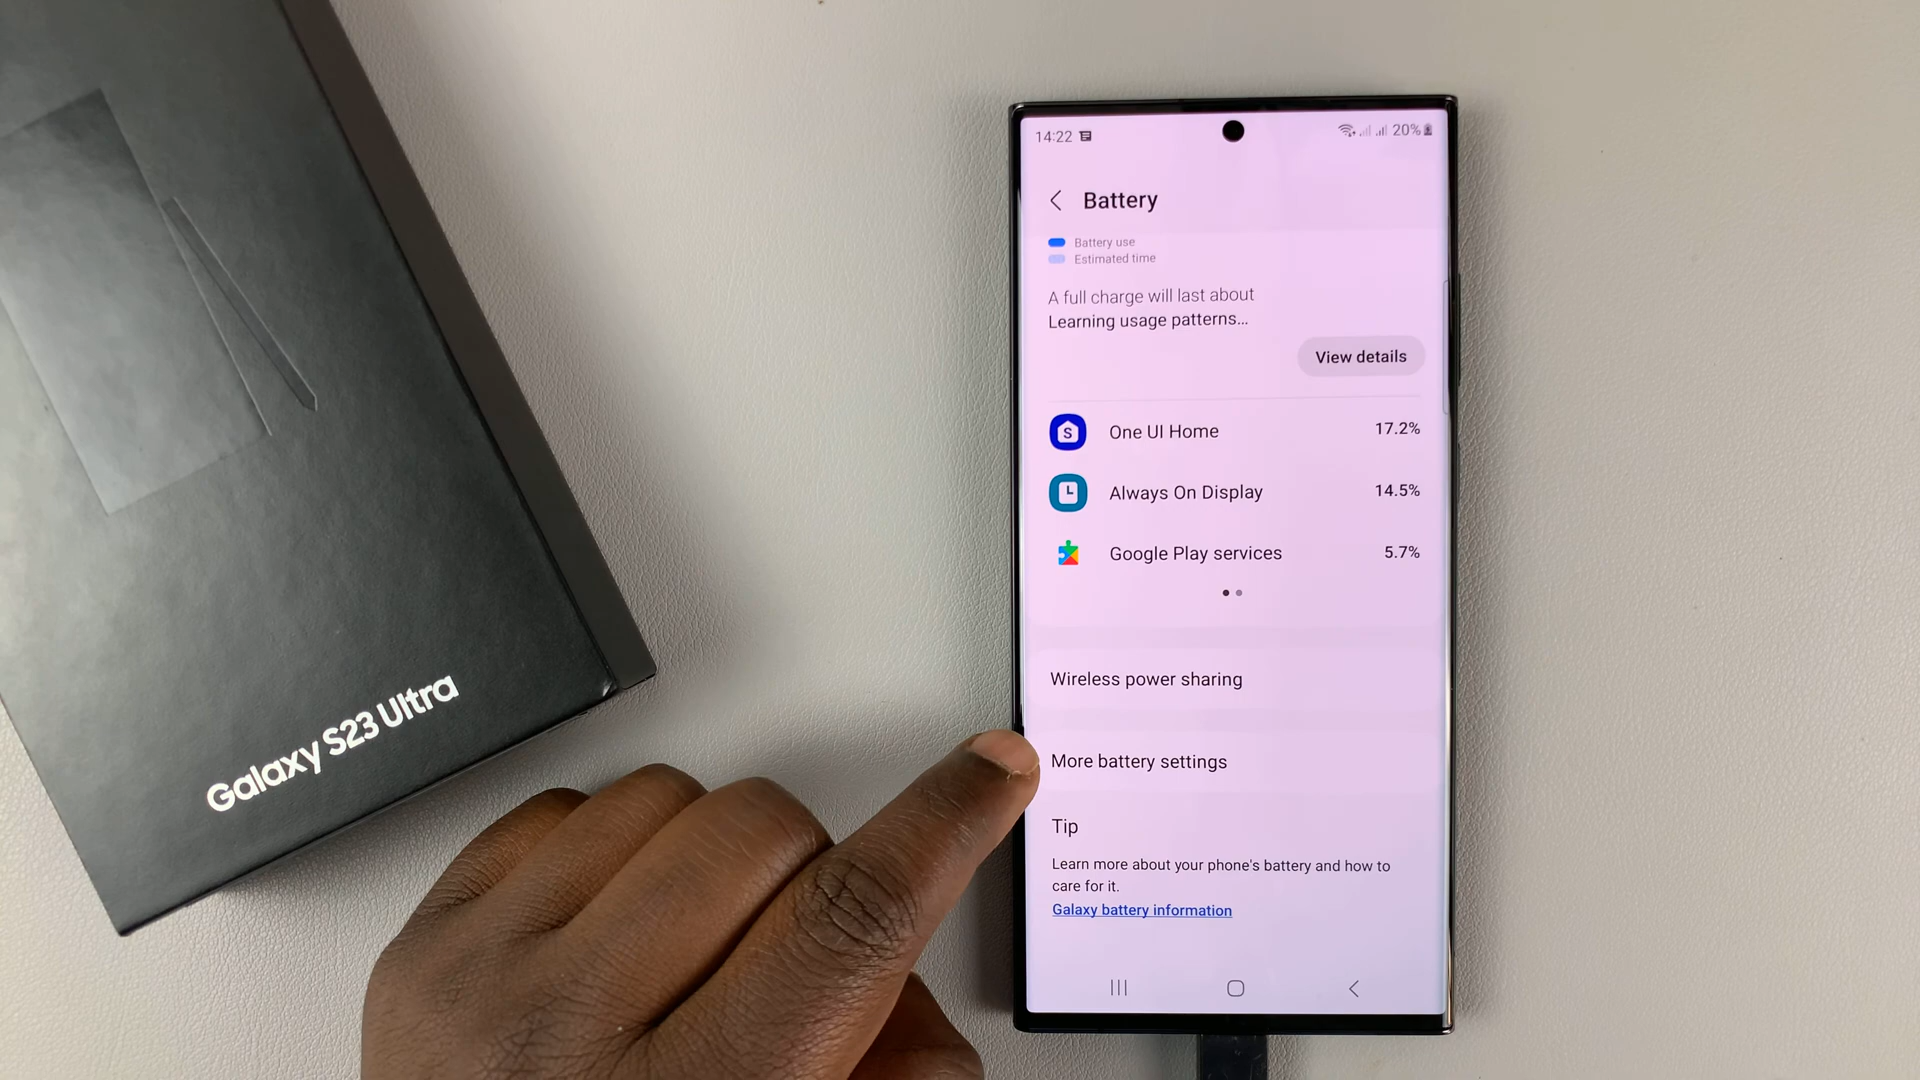 Galaxy S23 Ultra
14:22
20%
Battery
Battery use
Estimated time
A full charge will last about
Learning usage patterns...
View details
One UI Home 17.2%
Always On Display 14.5%
Google Play services 5.7%
Wireless power sharing
More battery settings
Tip
Learn more about your phone's battery and how to
care for it.
Galaxy battery information